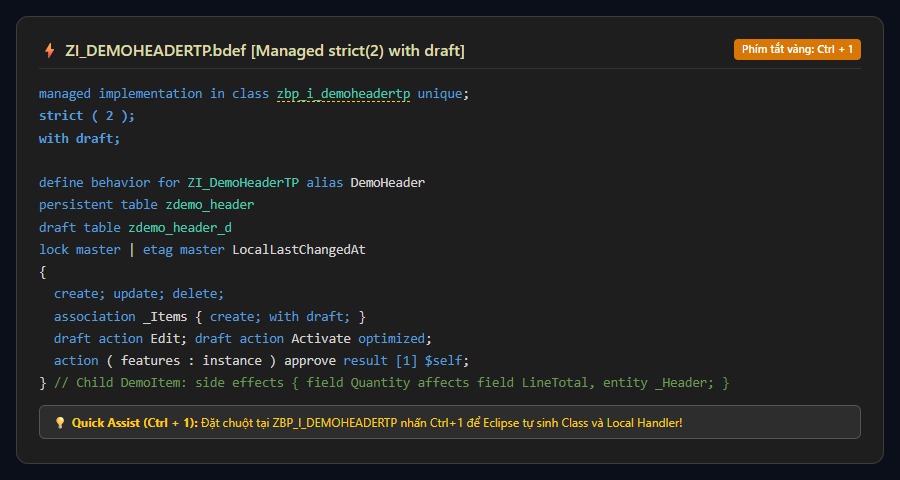 ⚡ ZI_DEMOHEADERTP.bdef [Managed strict(2) with draft]
Phím tắt vàng: Ctrl + 1
managed implementation in class zbp_i_demoheadertp unique;
strict ( 2 );
with draft;
define behavior for ZI_DemoHeaderTP alias DemoHeader
persistent table zdemo_header
draft table zdemo_header_d
lock master | etag master LocalLastChangedAt
{
  create; update; delete;
  association _Items { create; with draft; }
  draft action Edit; draft action Activate optimized;
  action ( features : instance ) approve result [1] $self;
} // Child DemoItem: side effects { field Quantity affects field LineTotal, entity _Header; }
💡 Quick Assist (Ctrl + 1): Đặt chuột tại ZBP_I_DEMOHEADERTP nhấn Ctrl+1 để Eclipse tự sinh Class và Local Handler!